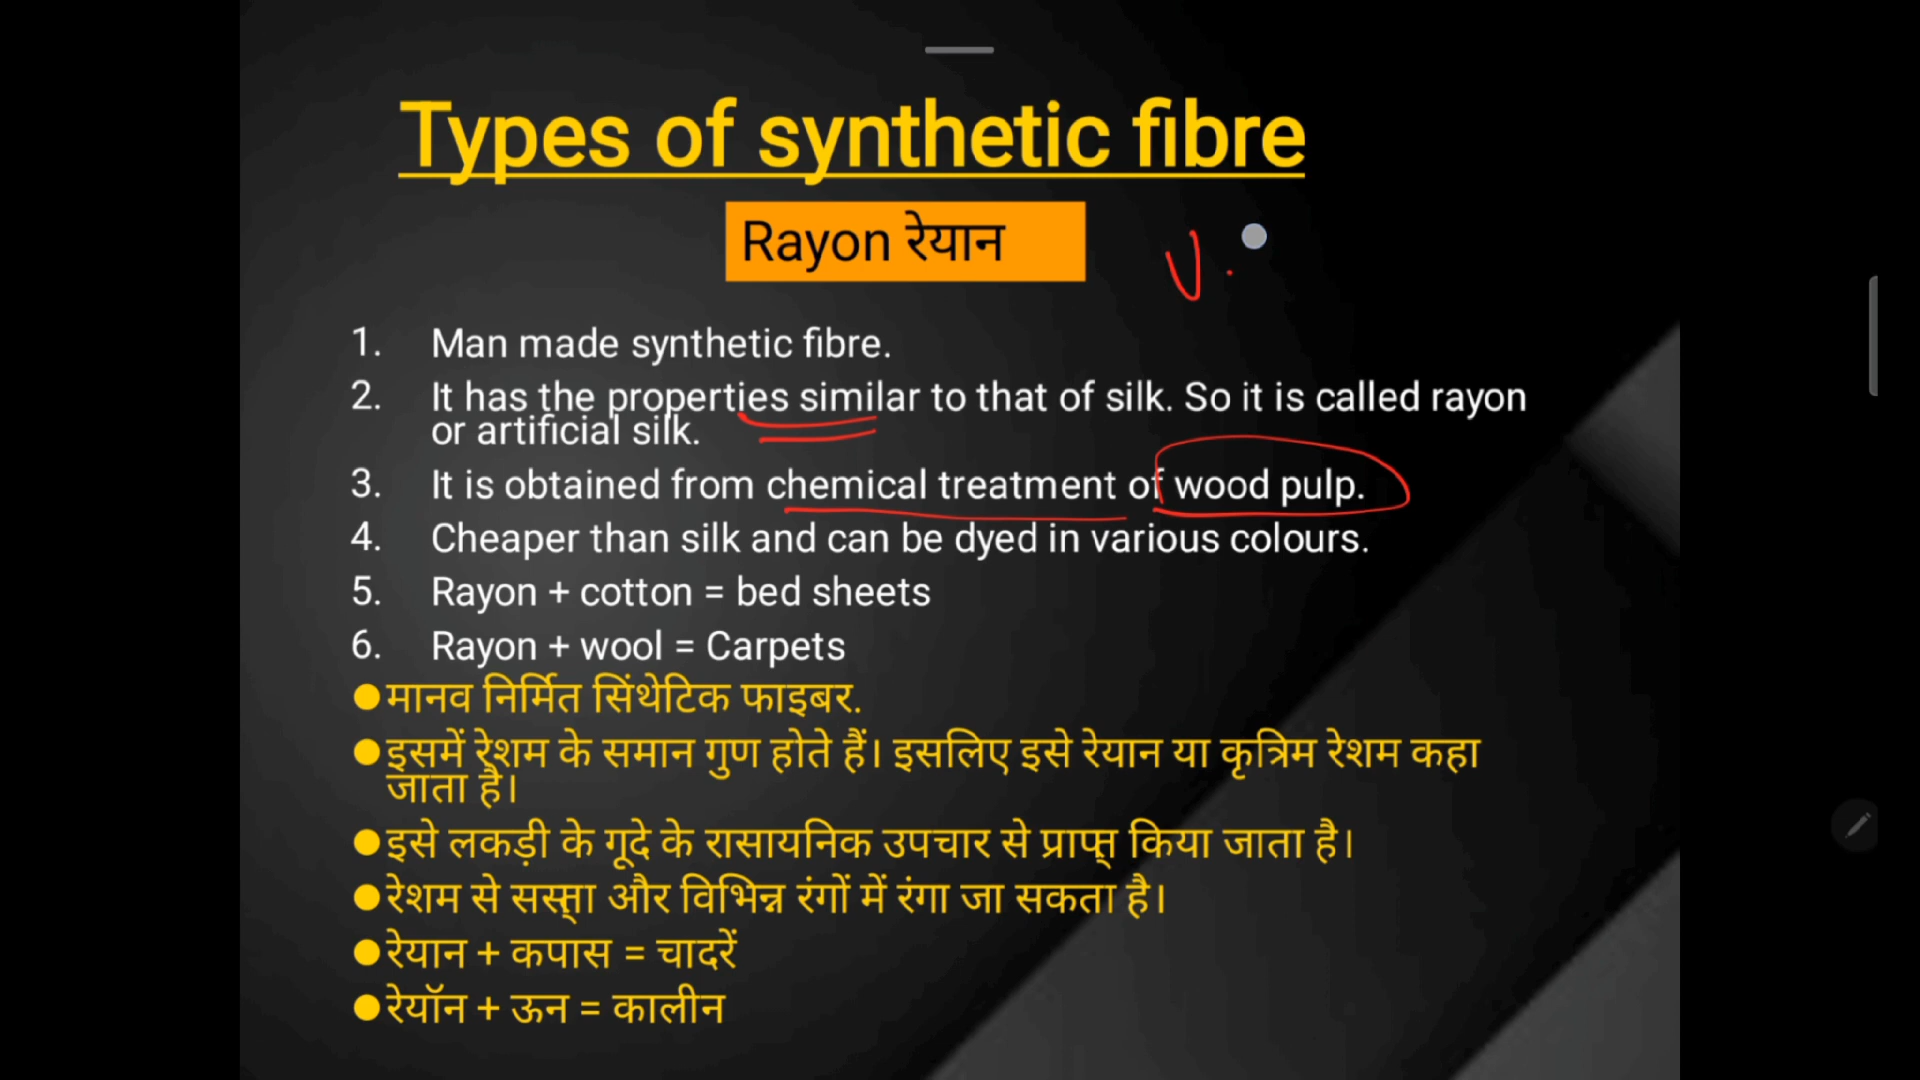 Types of synthetic fibre
Rayon रेयान
V.
1. Man made synthetic fibre.
2. It has the properties similar to that of silk. So it is called rayon
or artificial silk.
3. It is obtained from chemical treatment of wood pulp.
4. Cheaper than silk and can be dyed in various colours.
5. Rayon + cotton = bed sheets
6. Rayon + wool = Carpets
●मानव निर्मित सिंथेटिक फाइबर.
●इसमें रेशम के समान गुण होते हैं। इसलिए इसे रेयान या कृत्रिम रेशम कहा
जाता है।
●इसे लकड़ी के गूदे के रासायनिक उपचार से प्राप्त किया जाता है।
●रेशम से सस्ता और विभिन्न रंगों में रंगा जा सकता है।
●रेयान + कपास = चादरें
●रेयॉन + ऊन = कालीन